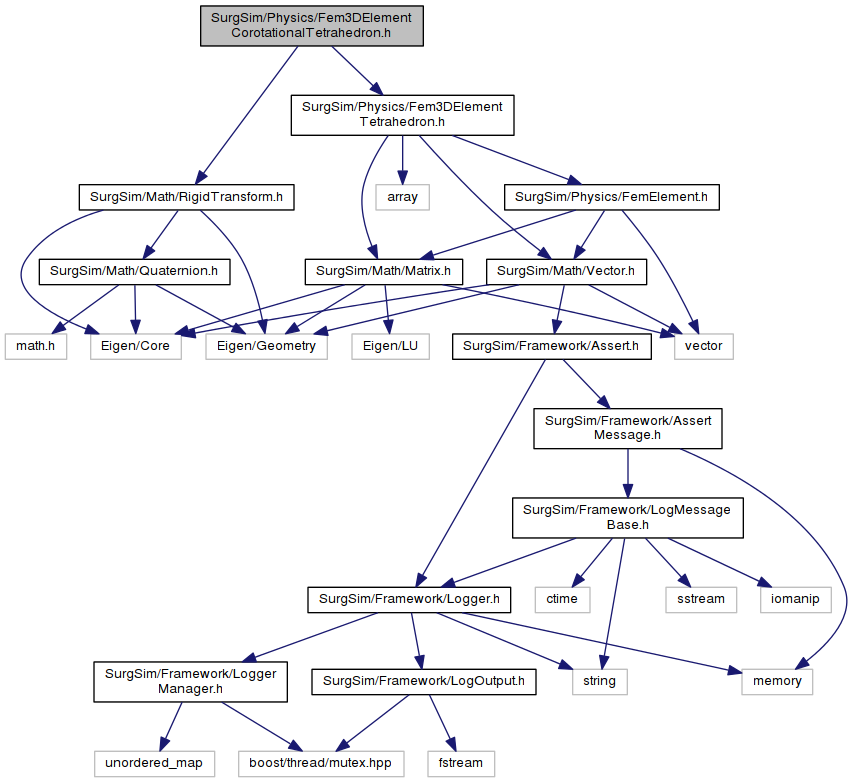 SurgSim/Physics/Fem3DElement
CorotationalTetrahedron.h
SurgSim/Physics/Fem3DElement
Tetrahedron.h
SurgSim/Math/RigidTransform.h
array
SurgSim/Physics/FemElement.h
SurgSim/Math/Quaternion.h
SurgSim/Math/Matrix.h
SurgSim/Math/Vector.h
math.h
Eigen/Core
Eigen/Geometry
Eigen/LU
SurgSim/Framework/Assert.h
vector
SurgSim/Framework/Assert
Message.h
SurgSim/Framework/LogMessage
Base.h
SurgSim/Framework/Logger.h
ctime
sstream
iomanip
SurgSim/Framework/Logger
Manager.h
SurgSim/Framework/LogOutput.h
string
memory
unordered_map
boost/thread/mutex.hpp
fstream